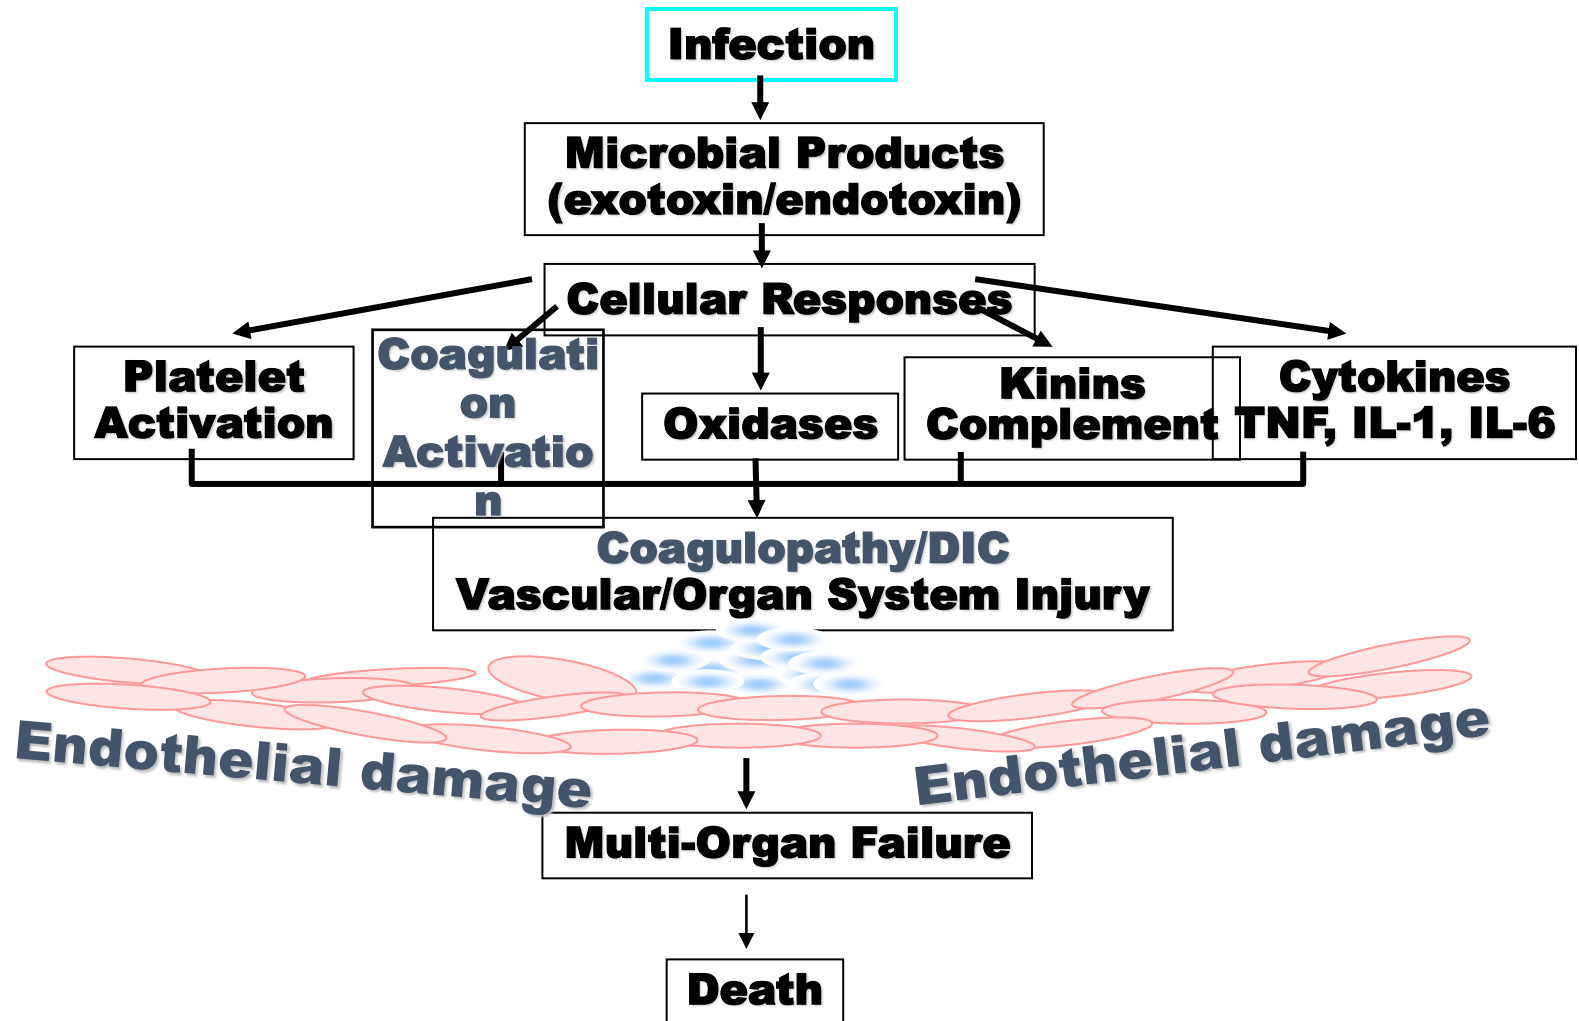 Infection
Microbial Products
(exotoxin/endotoxin)
Cellular Responses
Platelet
Activation
Coagulati
on
Activatio
n
Oxidases
Kinins
Complement
Cytokines
TNF, IL-1, IL-6
Coagulopathy/DIC
Vascular/Organ System Injury
Endothelial damage
Endothelial damage
Multi-Organ Failure
Death